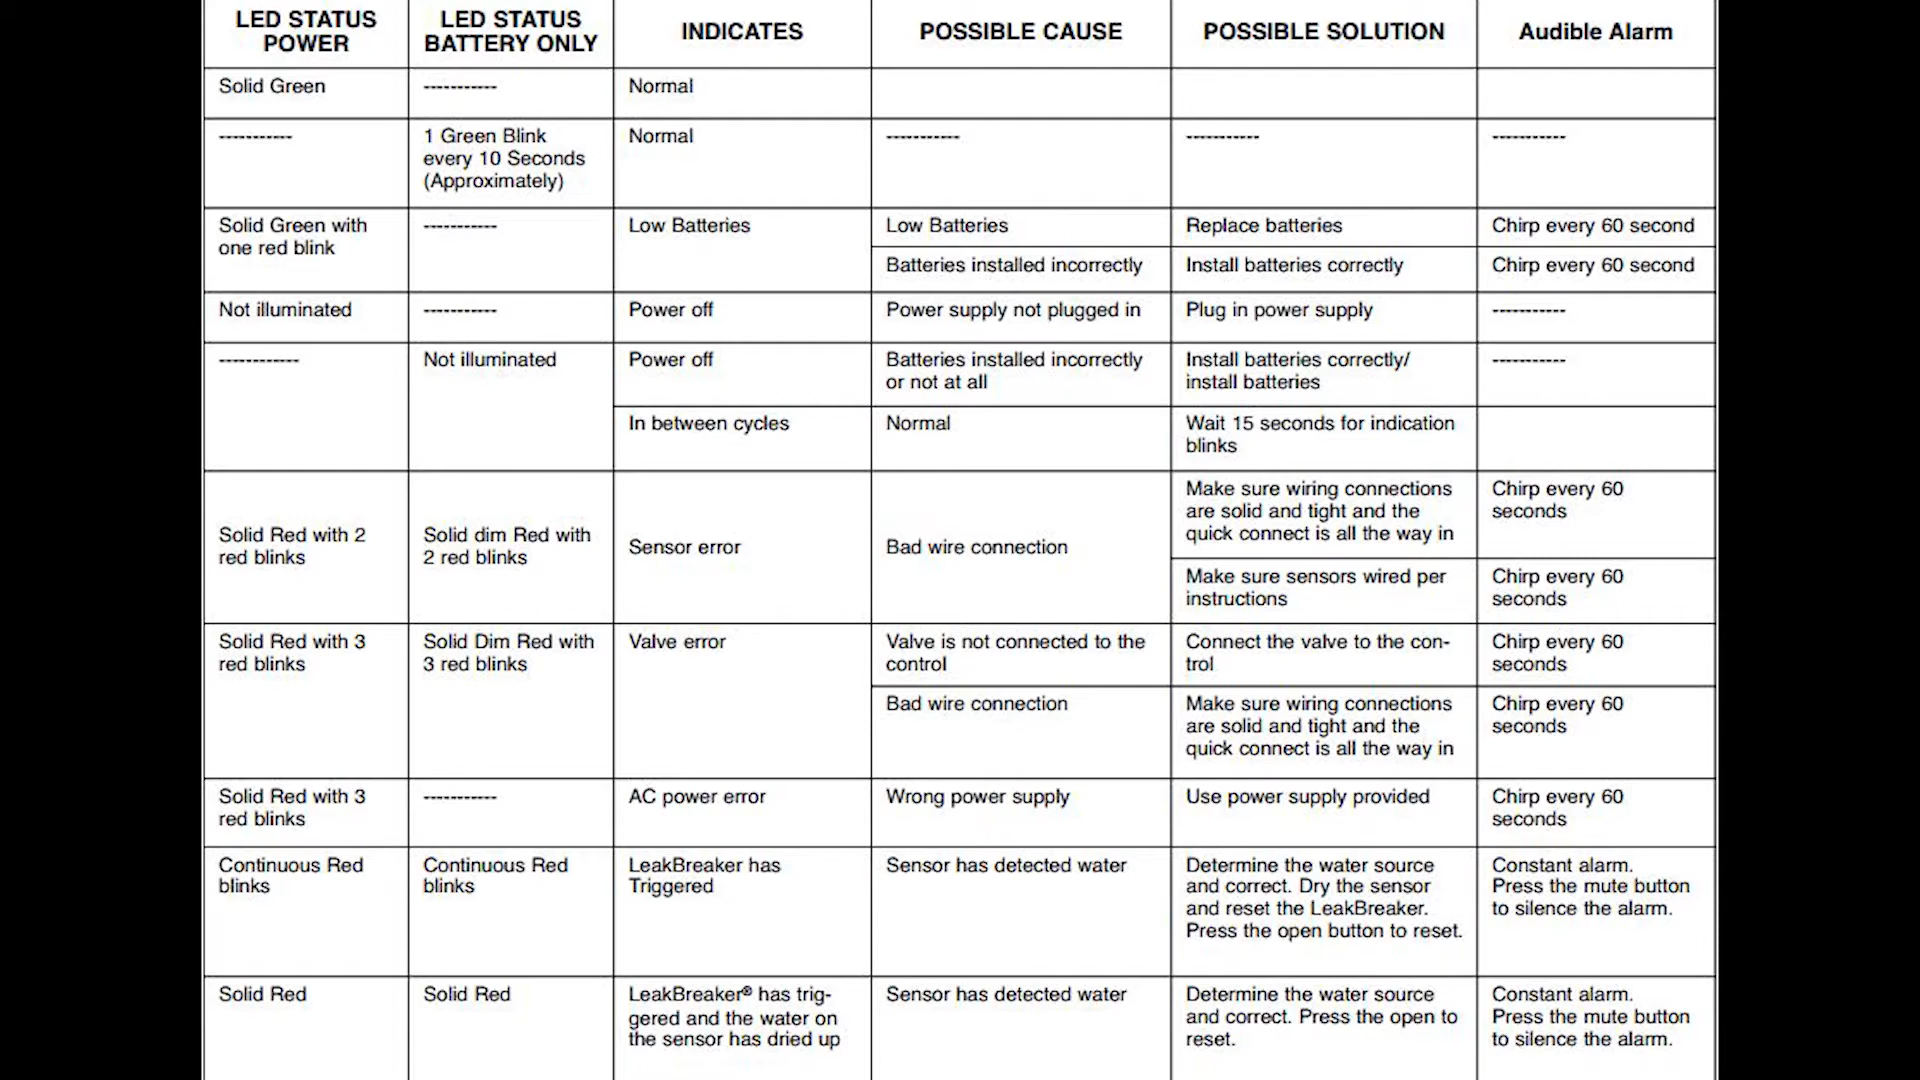 LED STATUS POWER
LED STATUS BATTERY ONLY
INDICATES
POSSIBLE CAUSE
POSSIBLE SOLUTION
Audible Alarm
Solid Green
-----------
Normal
-----------
1 Green Blink
every 10 Seconds
(Approximately)
Normal
-----------
-----------
-----------
Solid Green with
one red blink
-----------
Low Batteries
Low Batteries
Replace batteries
Chirp every 60 second
Batteries installed incorrectly
Install batteries correctly
Chirp every 60 second
Not illuminated
-----------
Power off
Power supply not plugged in
Plug in power supply
-----------
------------
Not illuminated
Power off
Batteries installed incorrectly
or not at all
Install batteries correctly/
install batteries
-----------
In between cycles
Normal
Wait 15 seconds for indication
blinks
Solid Red with 2
red blinks
Solid dim Red with
2 red blinks
Sensor error
Bad wire connection
Make sure wiring connections
are solid and tight and the
quick connect is all the way in
Chirp every 60
seconds
Make sure sensors wired per
instructions
Chirp every 60
seconds
Solid Red with 3
red blinks
Solid Dim Red with
3 red blinks
Valve error
Valve is not connected to the
control
Connect the valve to the con-
trol
Chirp every 60
seconds
Bad wire connection
Make sure wiring connections
are solid and tight and the
quick connect is all the way in
Chirp every 60
seconds
Solid Red with 3
red blinks
-----------
AC power error
Wrong power supply
Use power supply provided
Chirp every 60
seconds
Continuous Red
blinks
Continuous Red
blinks
LeakBreaker has
Triggered
Sensor has detected water
Determine the water source
and correct. Dry the sensor
and reset the LeakBreaker.
Press the open button to reset.
Constant alarm.
Press the mute button
to silence the alarm.
Solid Red
Solid Red
LeakBreaker® has trig-
gered and the water on
the sensor has dried up
Sensor has detected water
Determine the water source
and correct. Press the open to
reset.
Constant alarm.
Press the mute button
to silence the alarm.